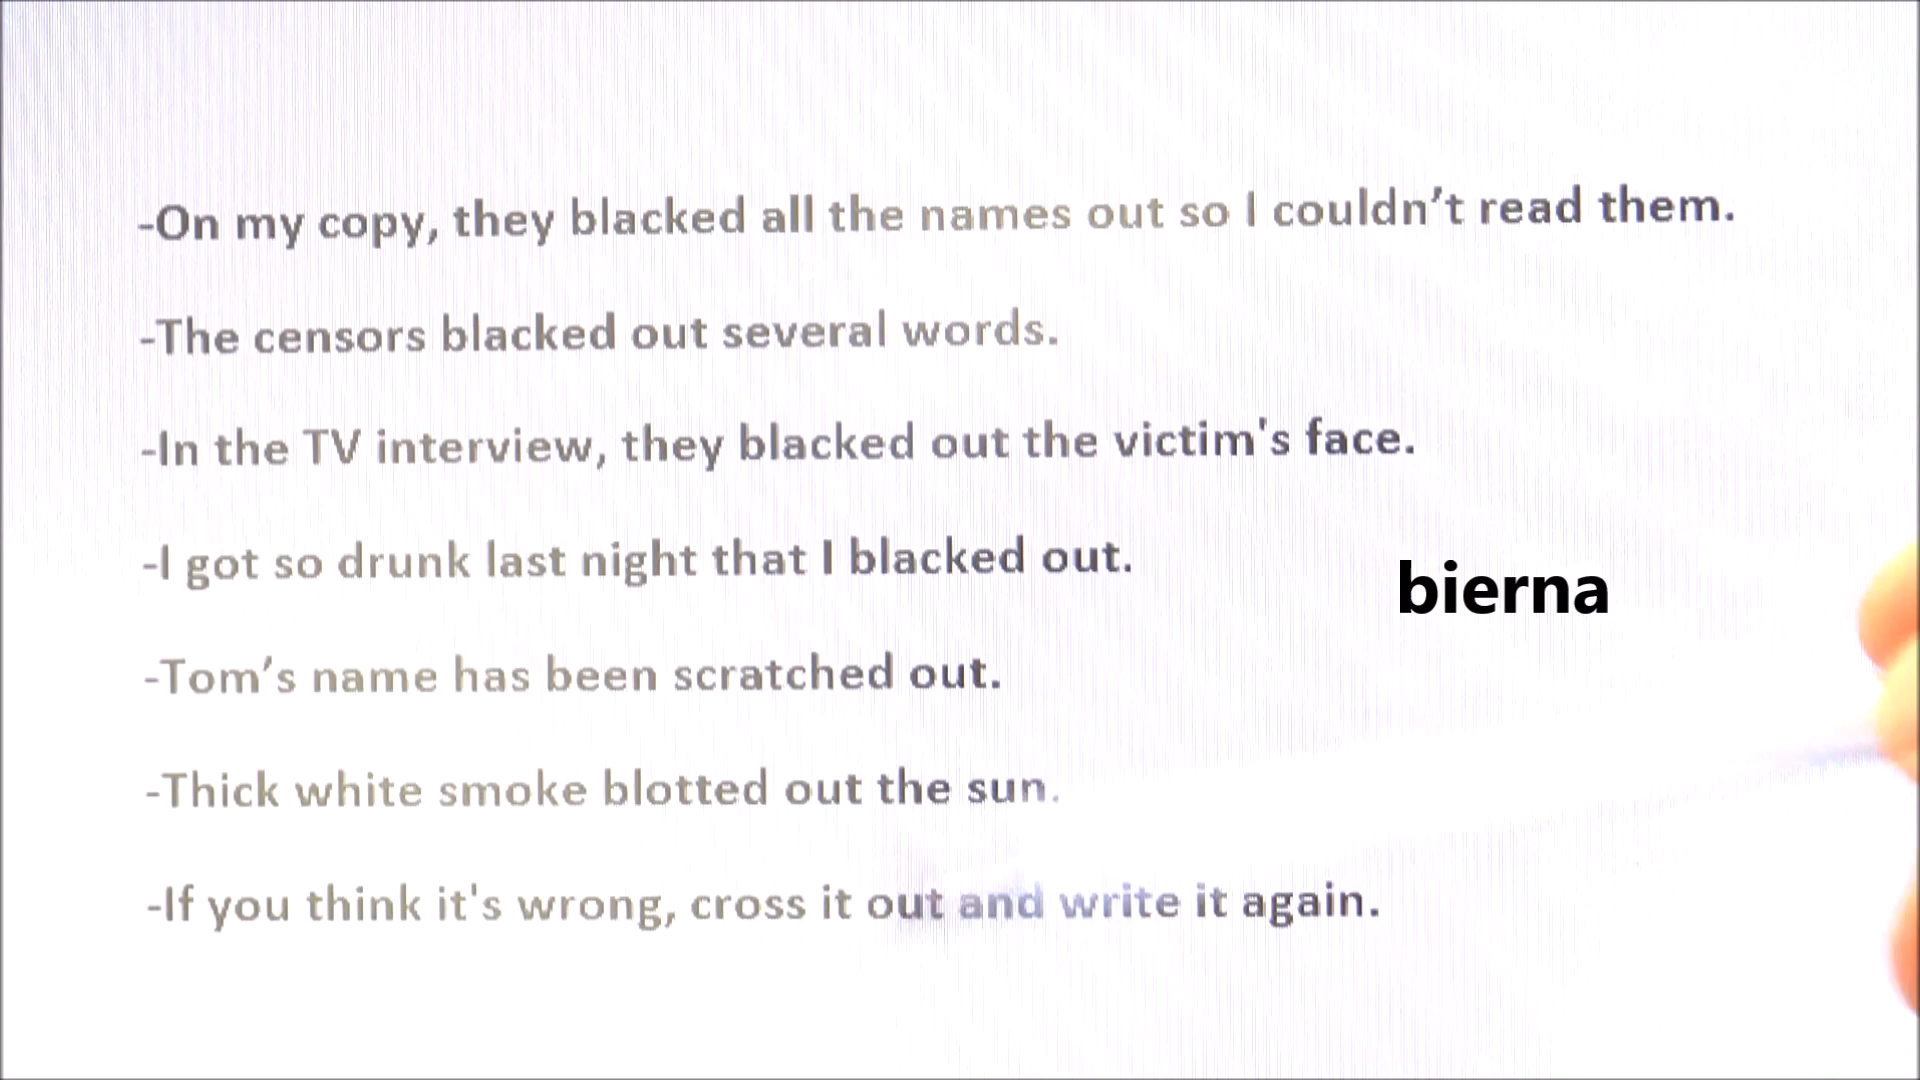 -On my copy, they blacked all the names out so I couldn’t read them.
-The censors blacked out several words.
-In the TV interview, they blacked out the victim's face.
-I got so drunk last night that I blacked out.
bierna
-Tom’s name has been scratched out.
-Thick white smoke blotted out the sun.
-If you think it's wrong, cross it out and write it again.